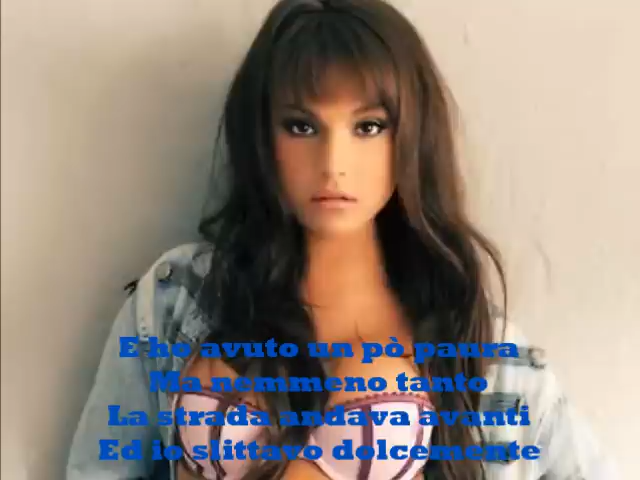 E ho avuto un pò paura
Ma nemmeno tanto
La strada andava avanti
Ed io slittavo dolcemente